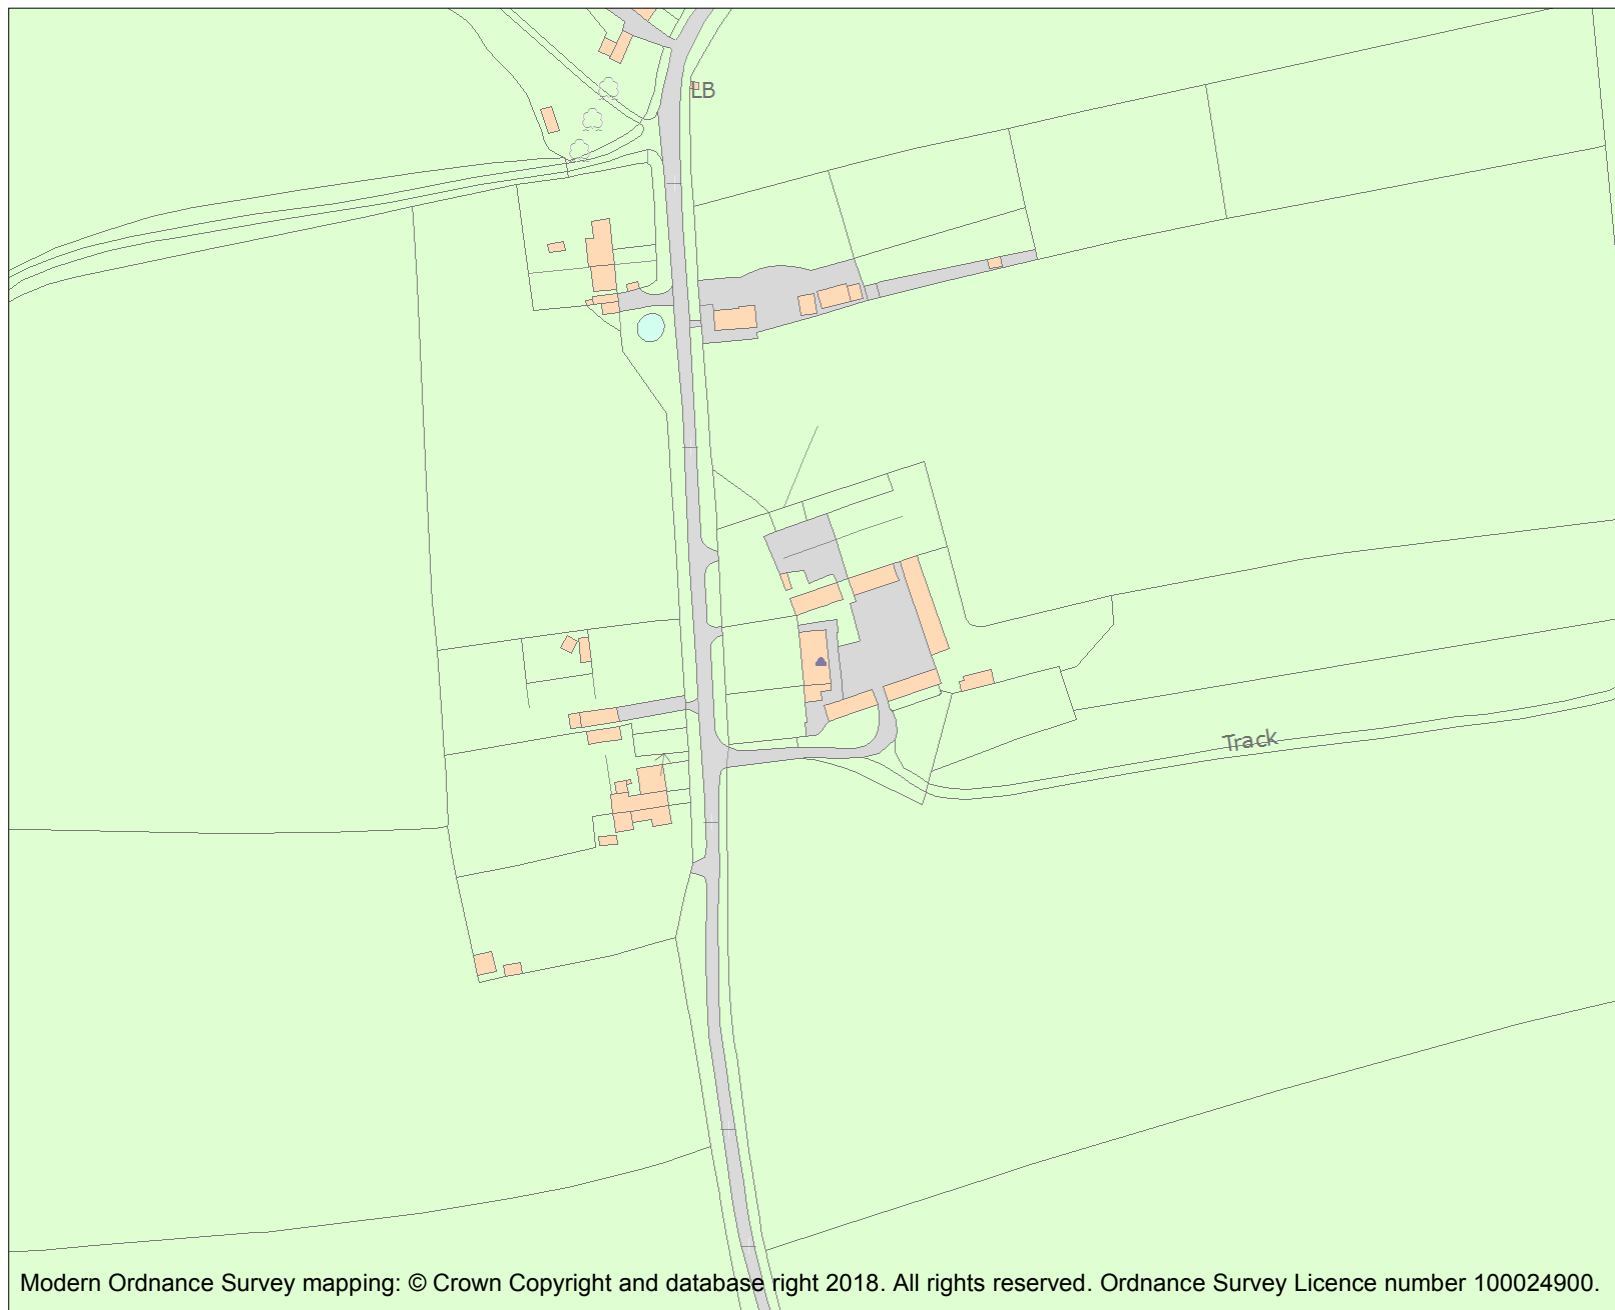 LB
Track
Modern Ordnance Survey mapping: © Crown Copyright and database right 2018. All rights reserved. Ordnance Survey Licence number 100024900.